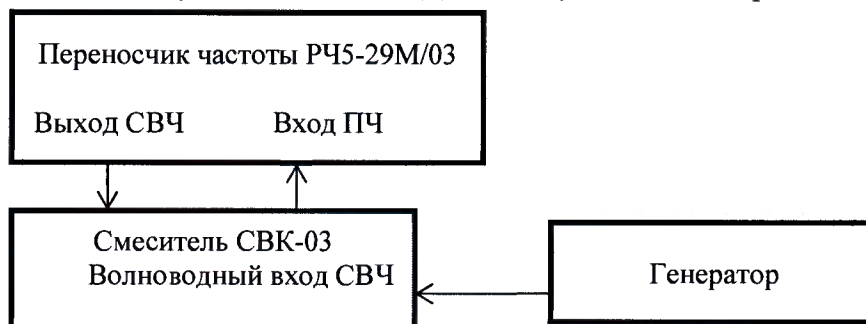 Переносчик частоты РЧ5-29М/03
Выход СВЧ Вход ПЧ
Смеситель СВК-03
Волноводный вход СВЧ
Генератор